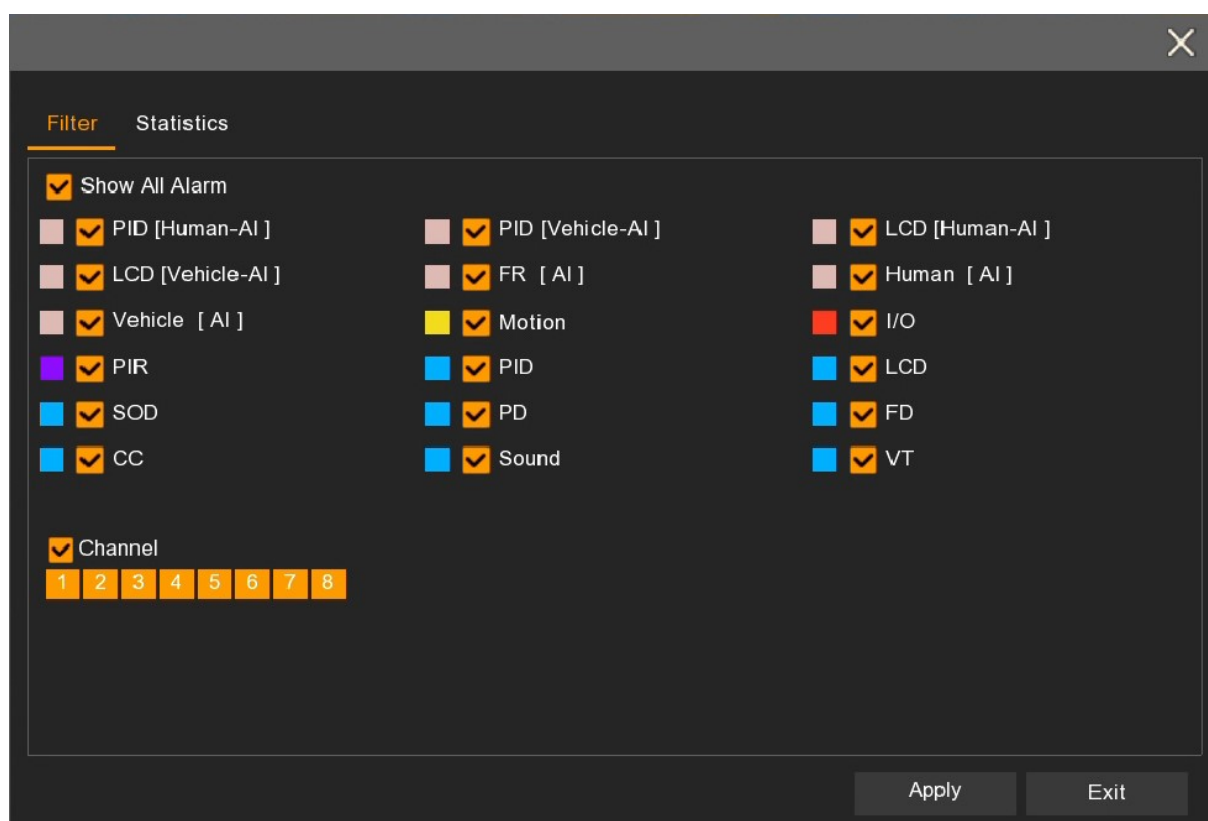 Filter Statistics
Show All Alarm
PID [Human-AI ] PID [Vehicle-AI ] LCD [Human-AI ]
LCD [Vehicle-AI ] FR [ AI ] Human [ AI ]
Vehicle [ AI ] Motion I/O
PIR PID LCD
SOD PD FD
CC Sound VT
Channel
1 2 3 4 5 6 7 8
Apply Exit